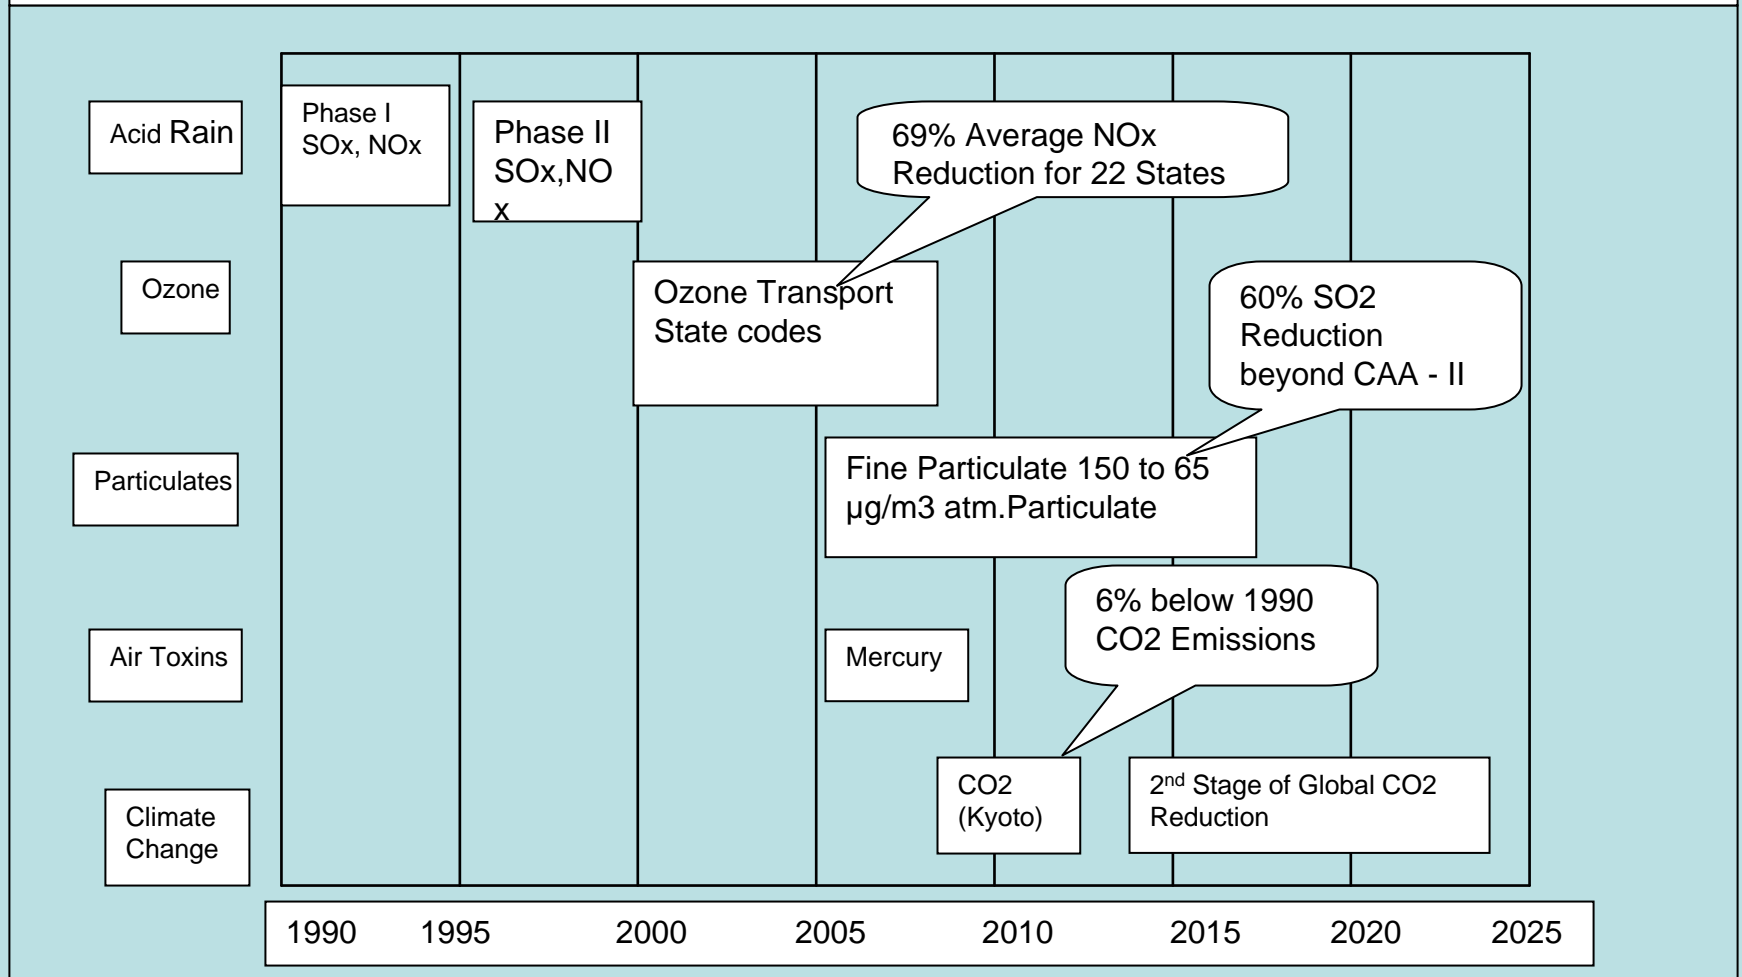 Acid Rain
Phase I
SOx, NOx
Phase II
SOx,NO
x
69% Average NOx
Reduction for 22 States
Ozone
Ozone Transport
State codes
60% SO2
Reduction
beyond CAA - II
Particulates
Fine Particulate 150 to 65
µg/m3 atm.Particulate
Air Toxins
Mercury
6% below 1990
CO2 Emissions
Climate
Change
CO2
(Kyoto)
2nd Stage of Global CO2
Reduction
1990 1995 2000 2005 2010 2015 2020 2025